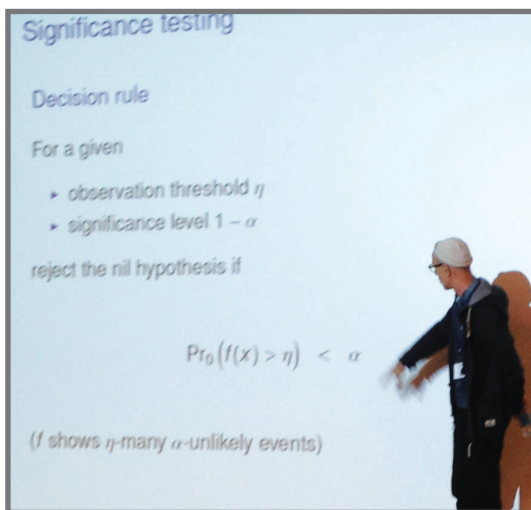 Significance testing
Decision rule
For a given
▸ observation threshold η
▸ significance level 1 − α
reject the nil hypothesis if
Pr₀(f(x) > η) < α
(f shows η-many α-unlikely events)